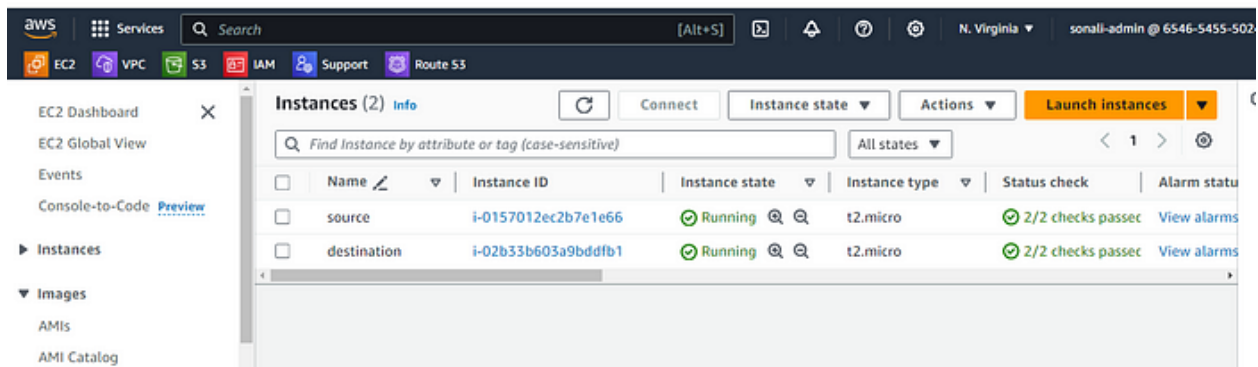 aws Services Search [Alt+S] N. Virginia sonali-admin @ 6546-5455-502
EC2 VPC S3 IAM Support Route 53
EC2 Dashboard
EC2 Global View
Events
Console-to-Code Preview
Instances
Images
AMIs
AMI Catalog
Instances (2) Info Connect Instance state Actions Launch instances
Find Instance by attribute or tag (case-sensitive) All states 1
Name Instance ID Instance state Instance type Status check Alarm statu
source i-0157012ec2b7e1e66 Running t2.micro 2/2 checks passec View alarms
destination i-02b33b603a9bddfb1 Running t2.micro 2/2 checks passec View alarms